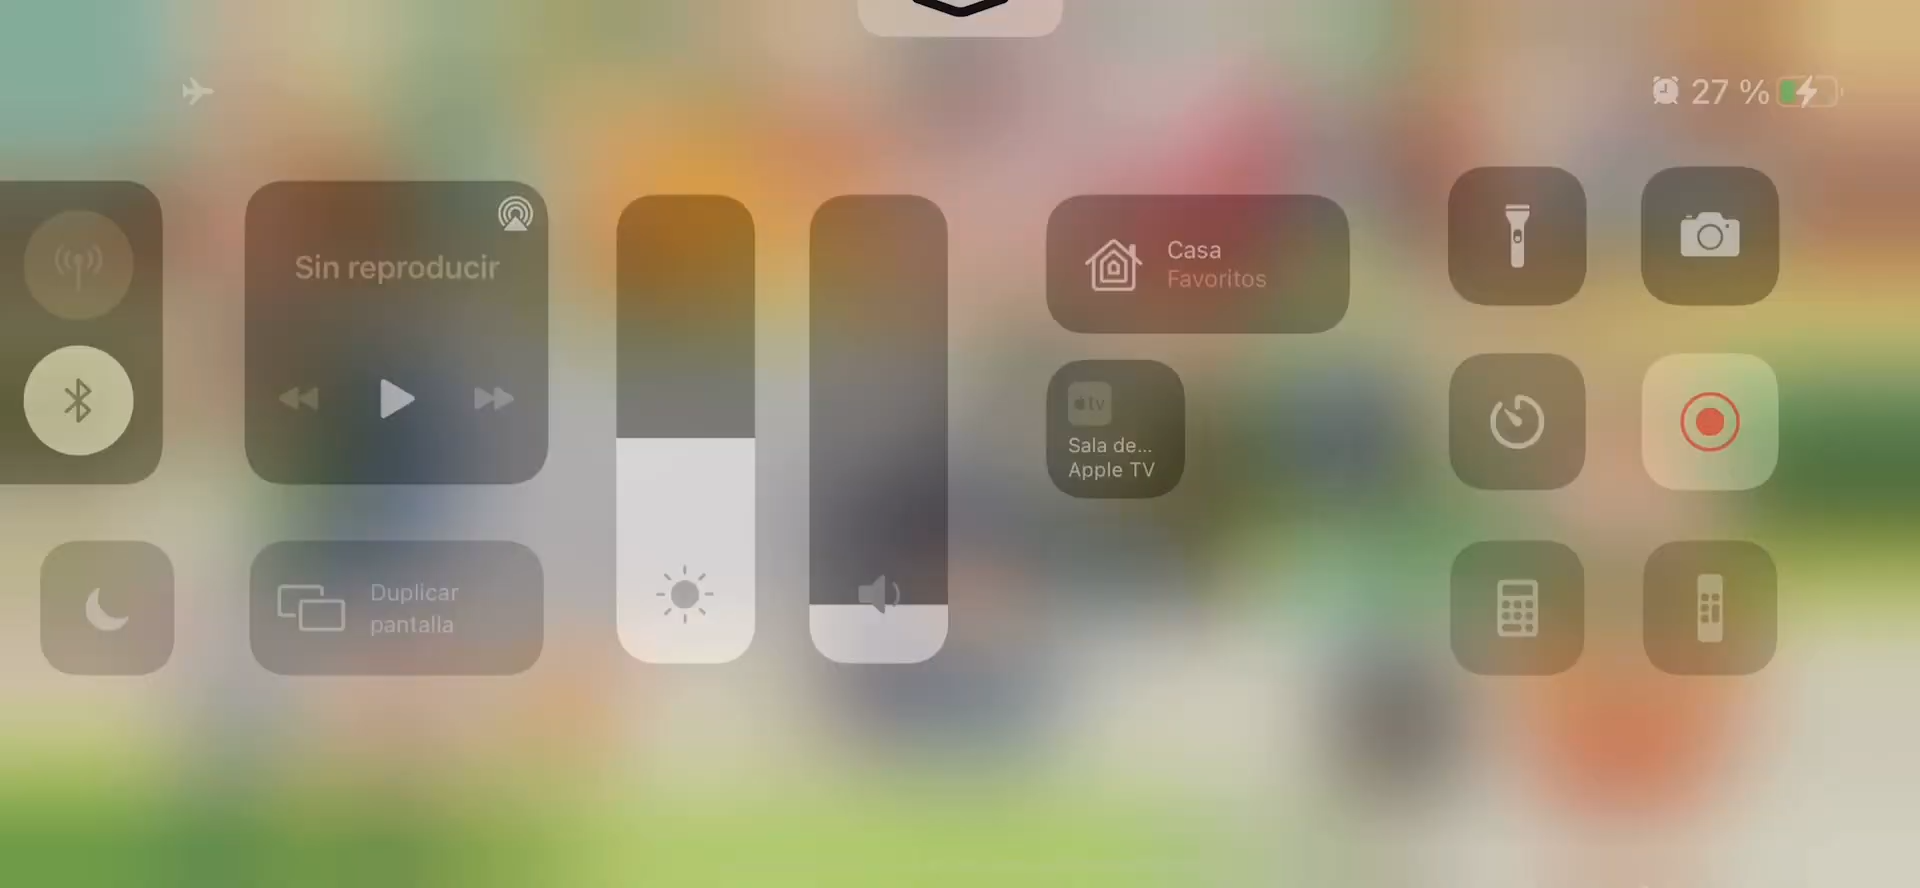 27 %
Sin reproducir
Casa
Favoritos
tv
Sala de...
Apple TV
Duplicar
pantalla